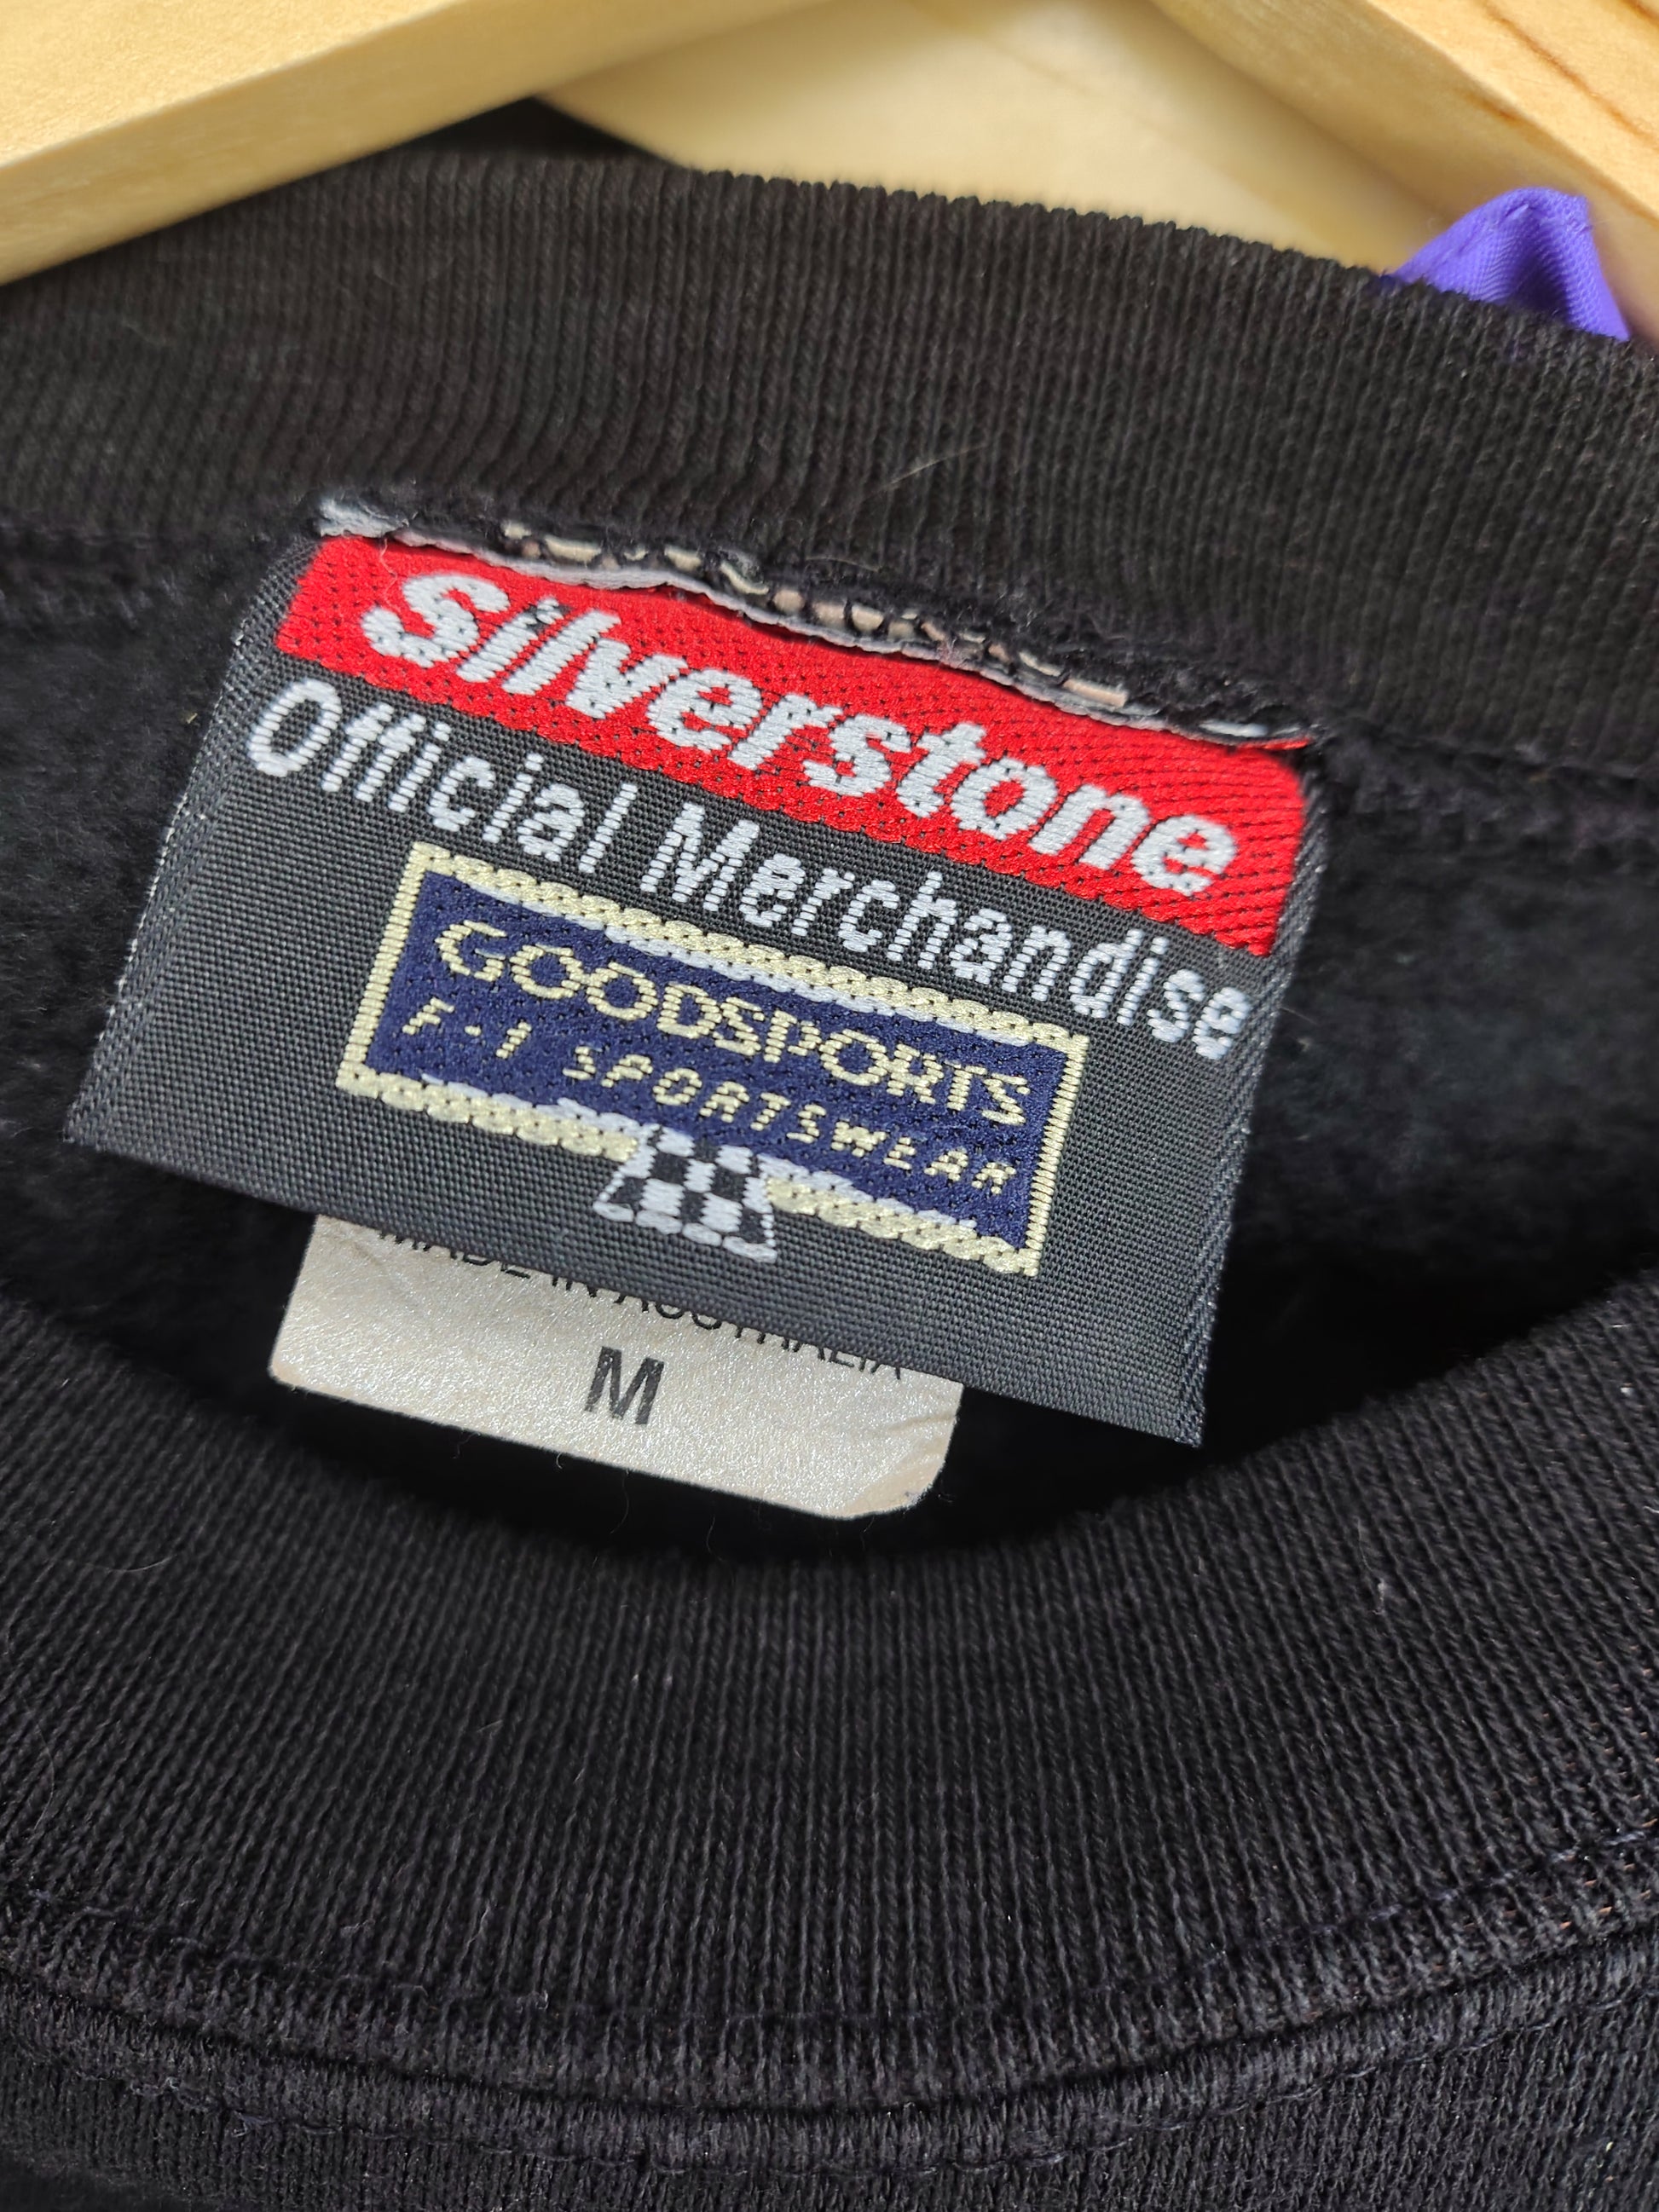 Silverstone
Official Merchandise
GOODSPORTS
F-1 SPORTSWEAR
MADE IN AUSTRALIA
M